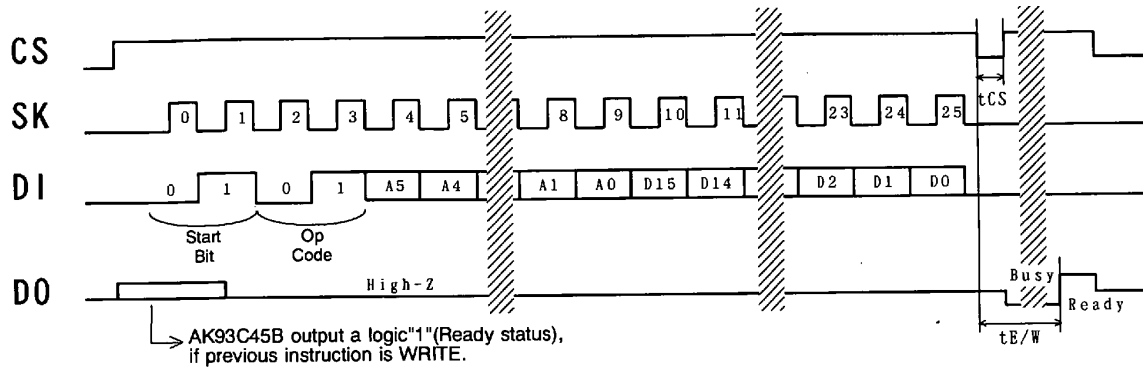 CS
tCS
SK 0 1 2 3 4 5 8 9 10 11 23 24 25
DI 0 1 0 1 A5 A4 A1 A0 D15 D14 D2 D1 D0
Start
Bit
Op
Code
DO High-Z Busy
Ready
tE/W
AK93C45B output a logic"1"(Ready status),
if previous instruction is WRITE.